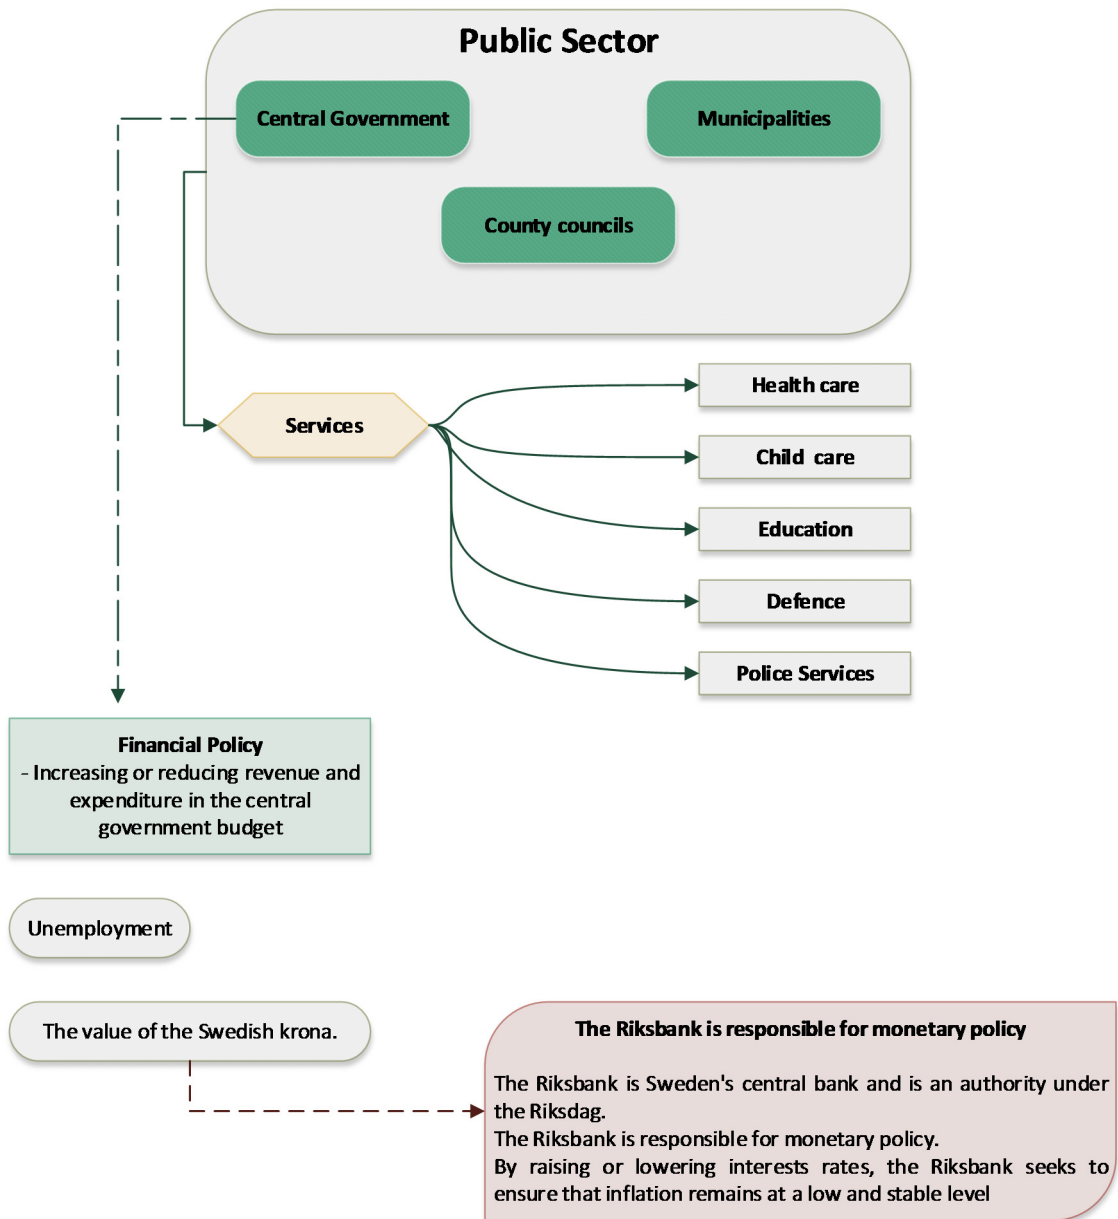 Public Sector
Central Government
Municipalities
County councils
Services
Health care
Child care
Education
Defence
Police Services
Financial Policy
- Increasing or reducing revenue and
expenditure in the central
government budget
Unemployment
The value of the Swedish krona.
The Riksbank is responsible for monetary policy
The Riksbank is Sweden's central bank and is an authority under
the Riksdag.
The Riksbank is responsible for monetary policy.
By raising or lowering interests rates, the Riksbank seeks to
ensure that inflation remains at a low and stable level